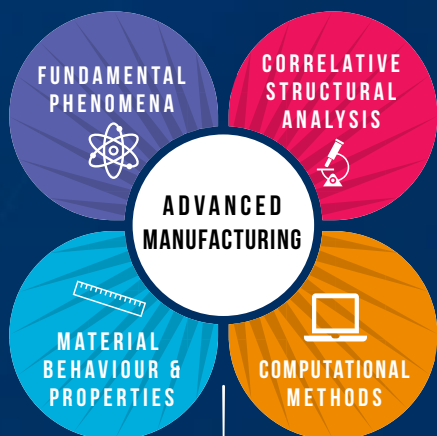 FUNDAMENTAL
PHENOMENA
CORRELATIVE
STRUCTURAL
ANALYSIS
ADVANCED
MANUFACTURING
MATERIAL
BEHAVIOUR &
PROPERTIES
COMPUTATIONAL
METHODS